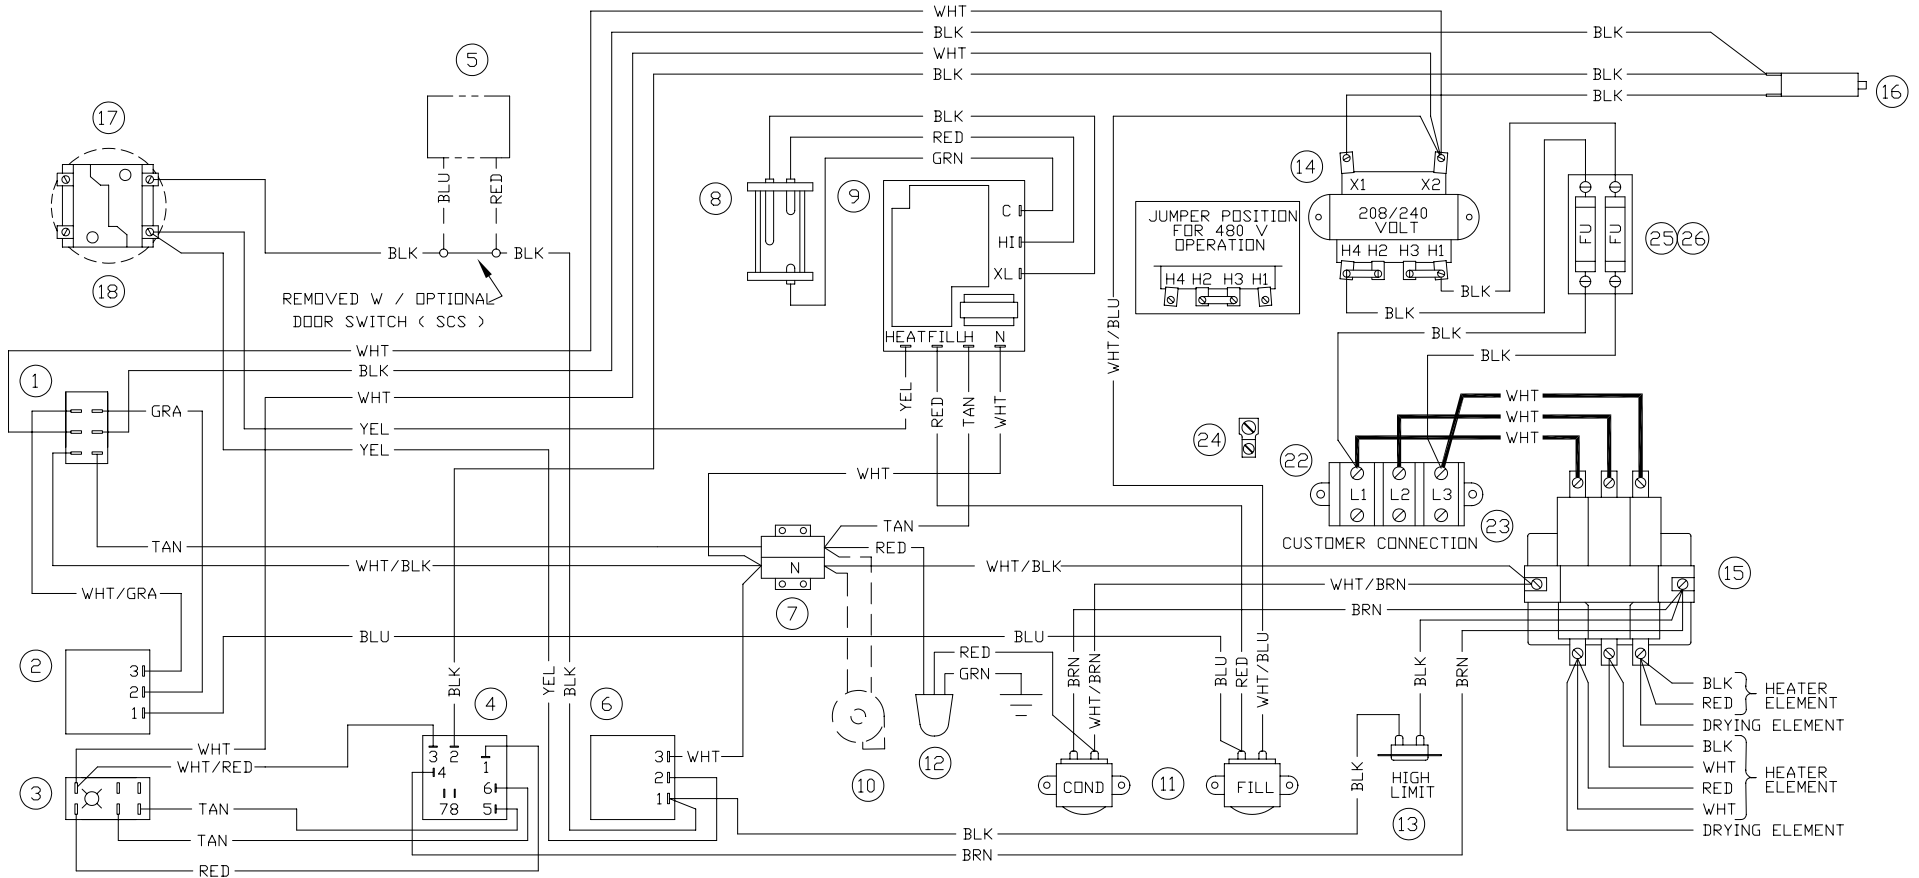 WHT
BLK
BLK
WHT
BLK
BLK
BLK
5
16
17
BLK
RED
GRN
8
9
14
X1 X2
208/240
VOLT
H4 H2 H3 H1
JUMPER POSITION
FOR 480 V
OPERATION
H4 H2 H3 H1
FU
FU
25
26
BLU
RED
C
HI
XL
BLK
BLK
18
REMOVED W / OPTIONAL
DOOR SWITCH ( SCS )
HEAT
FILL
H
N
BLK
BLK
BLK
BLK
WHT/BLU
WHT
BLK
1
WHT
YEL
RED
TAN
WHT
WHT
WHT
WHT
GRA
YEL
YEL
24
22
WHT
L1
L2
L3
23
CUSTOMER CONNECTION
TAN
RED
TAN
WHT/BLK
N
WHT/BLK
15
WHT/BRN
WHT/GRA
7
BRN
BLU
BLU
2
3
2
1
BLK
4
YEL
BLK
6
RED
GRN
BRN
WHT/BRN
BLU
RED
WHT/BLU
BLK
BRN
BLK
RED
HEATER
ELEMENT
DRYING ELEMENT
BLK
WHT
RED
WHT
HEATER
ELEMENT
DRYING ELEMENT
WHT
WHT/RED
3
3
2
1
4
7
8
6
5
3
2
1
WHT
10
12
COND
11
FILL
BLK
HIGH
LIMIT
13
TAN
TAN
RED
BLK
BRN